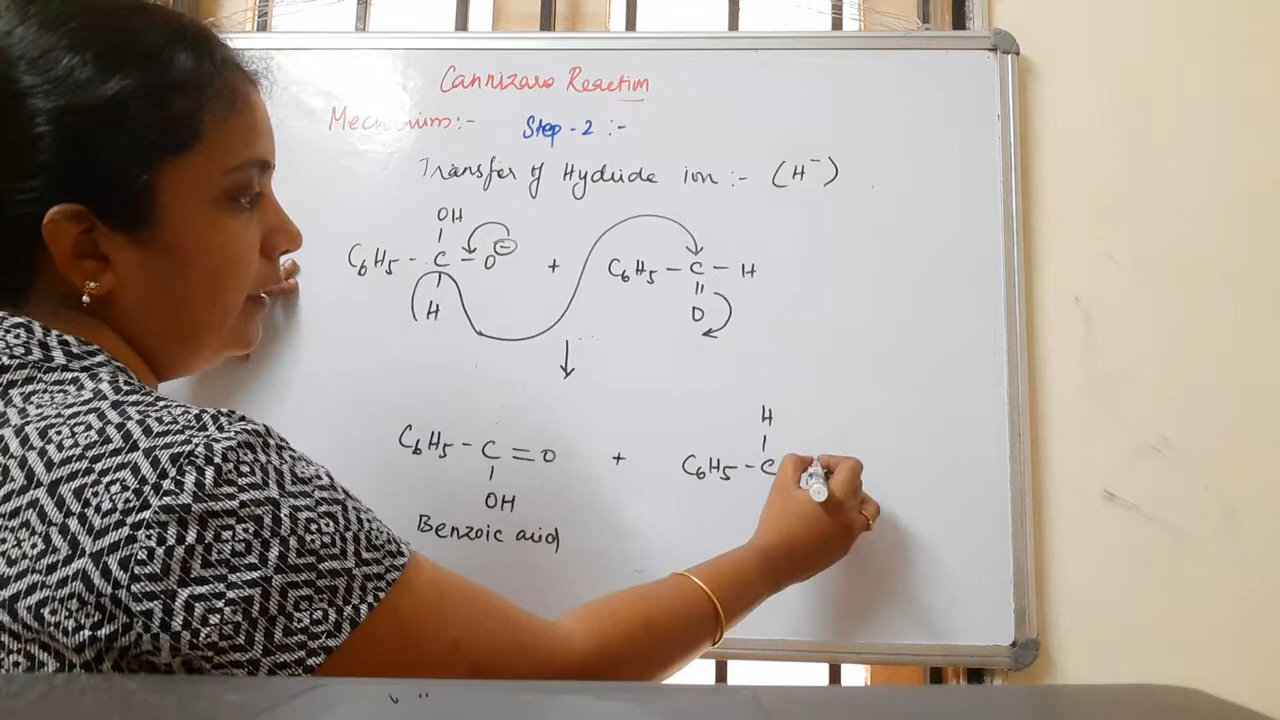 Cannizaro Reaction
Mechanism:- Step-2:-
Transfer of Hydride ion:- (H⁻)
OH
C6H5 - C - O⊖ + C6H5 - C - H
H O
C6H5 - C = O + C6H5 - C
H
OH
Benzoic acid